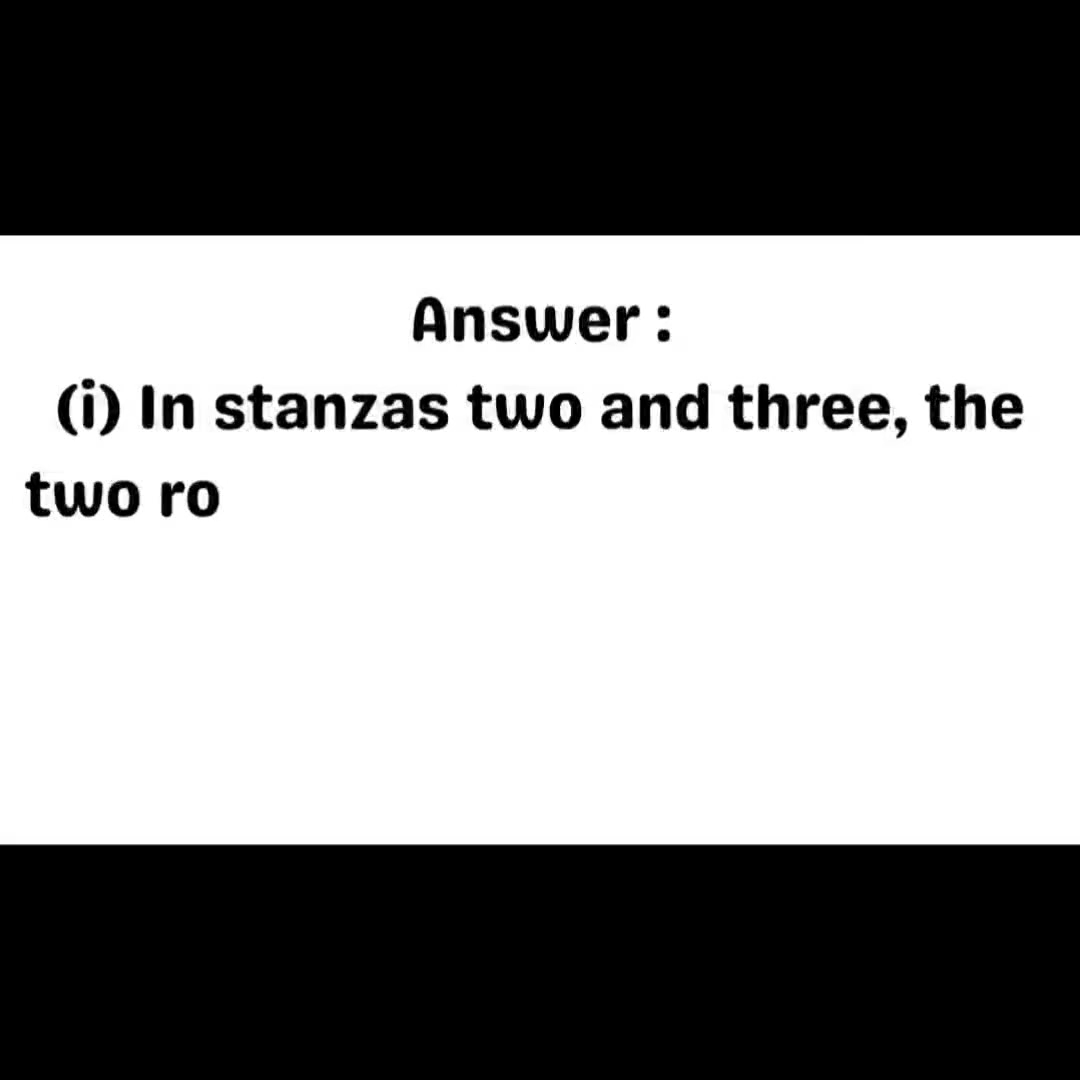 Answer :
(i) In stanzas two and three, the
two ro